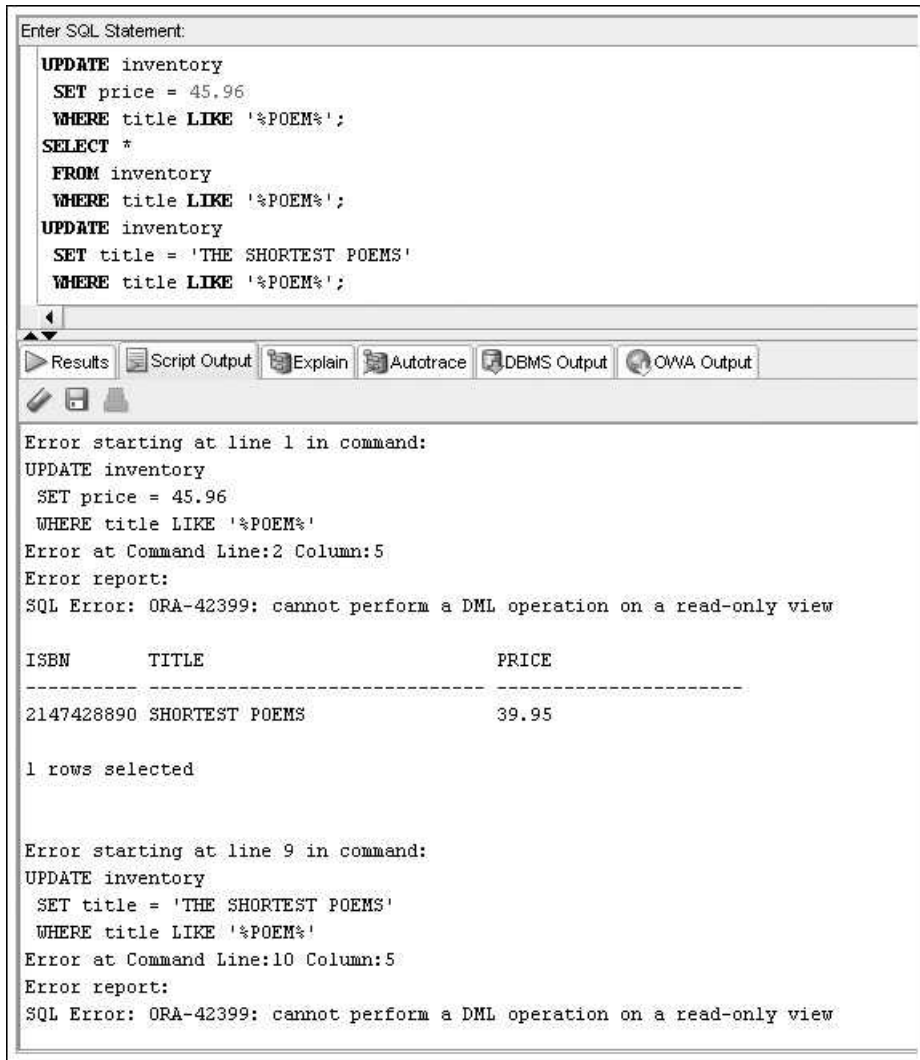 Enter SQL Statement:
UPDATE inventory
SET price = 45.96
WHERE title LIKE '%POEM%';
SELECT *
FROM inventory
WHERE title LIKE '%POEM%';
UPDATE inventory
SET title = 'THE SHORTEST POEMS'
WHERE title LIKE '%POEM%';
Results Script Output Explain Autotrace DBMS Output OWA Output
Error starting at line 1 in command:
UPDATE inventory
SET price = 45.96
WHERE title LIKE '%POEM%'
Error at Command Line:2 Column:5
Error report:
SQL Error: ORA-42399: cannot perform a DML operation on a read-only view
ISBN TITLE PRICE
---------- ------------------------------ ----------------------
2147428890 SHORTEST POEMS 39.95
1 rows selected
Error starting at line 9 in command:
UPDATE inventory
SET title = 'THE SHORTEST POEMS'
WHERE title LIKE '%POEM%'
Error at Command Line:10 Column:5
Error report:
SQL Error: ORA-42399: cannot perform a DML operation on a read-only view